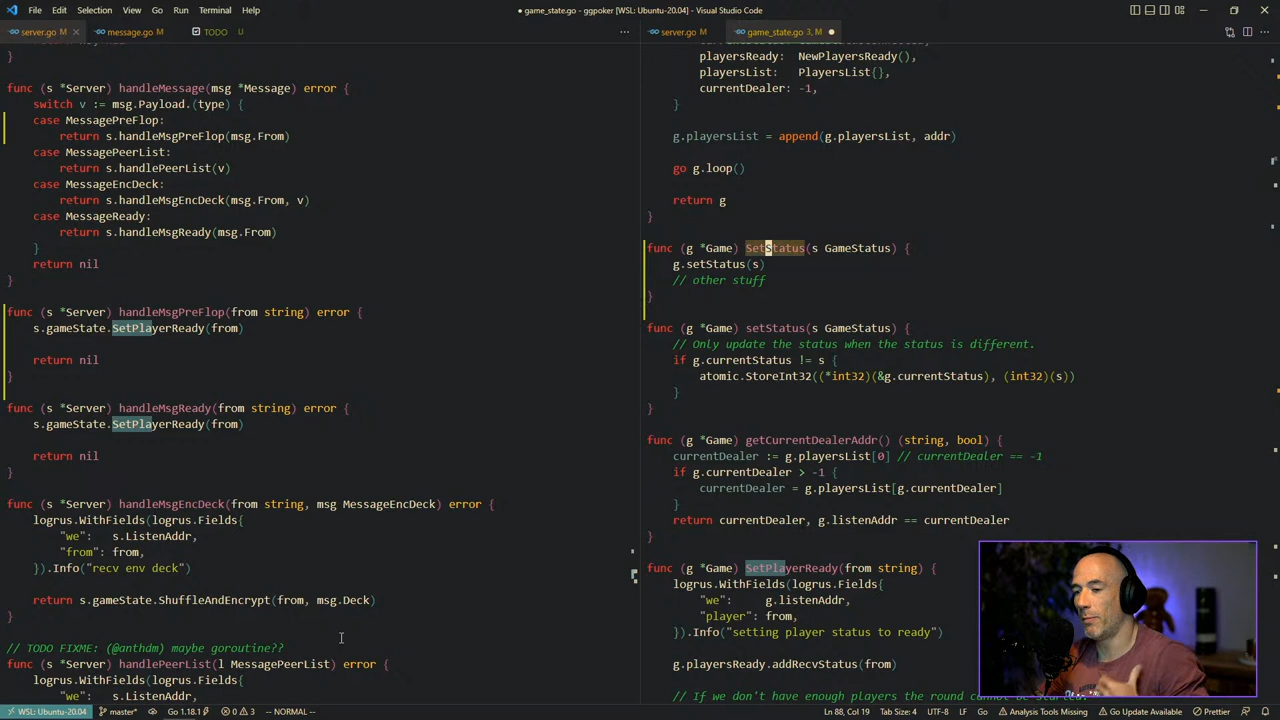 File Edit Selection View Go Run Terminal Help
● game_state.go - ggpoker [WSL: Ubuntu-20.04] - Visual Studio Code
server.go M × message.go M TODO U ···
server.go M game_state.go 3, M ● ···
}
func (s *Server) handleMessage(msg *Message) error {
switch v := msg.Payload.(type) {
case MessagePreFlop:
return s.handleMsgPreFlop(msg.From)
case MessagePeerList:
return s.handlePeerList(v)
case MessageEncDeck:
return s.handleMsgEncDeck(msg.From, v)
case MessageReady:
return s.handleMsgReady(msg.From)
}
return nil
}
func (s *Server) handleMsgPreFlop(from string) error {
s.gameState.SetPlayerReady(from)
return nil
}
func (s *Server) handleMsgReady(from string) error {
s.gameState.SetPlayerReady(from)
return nil
}
func (s *Server) handleMsgEncDeck(from string, msg MessageEncDeck) error {
logrus.WithFields(logrus.Fields{
"we": s.ListenAddr,
"from": from,
}).Info("recv env deck")
return s.gameState.ShuffleAndEncrypt(from, msg.Deck)
}
// TODO FIXME: (@anthdm) maybe goroutine??
func (s *Server) handlePeerList(l MessagePeerList) error {
logrus.WithFields(logrus.Fields{
"we": s.ListenAddr,
playersReady: NewPlayersReady(),
playersList: PlayersList{},
currentDealer: -1,
}
g.playersList = append(g.playersList, addr)
go g.loop()
return g
}
func (g *Game) SetStatus(s GameStatus) {
g.setStatus(s)
// other stuff
}
func (g *Game) setStatus(s GameStatus) {
// Only update the status when the status is different.
if g.currentStatus != s {
atomic.StoreInt32((*int32)(&g.currentStatus), (int32)(s))
}
}
func (g *Game) getCurrentDealerAddr() (string, bool) {
currentDealer := g.playersList[0] // currentDealer == -1
if g.currentDealer > -1 {
currentDealer = g.playersList[g.currentDealer]
}
return currentDealer, g.listenAddr == currentDealer
}
func (g *Game) SetPlayerReady(from string) {
logrus.WithFields(logrus.Fields{
"we": g.listenAddr,
"player": from,
}).Info("setting player status to ready")
g.playersReady.addRecvStatus(from)
// If we don't have enough players the round cannot be started.
WSL: Ubuntu-20.04 master* Go 1.18.1 0 3 -- NORMAL -- Ln 88, Col 19 Tab Size: 4 UTF-8 LF Go Analysis Tools Missing Go Update Available Prettier